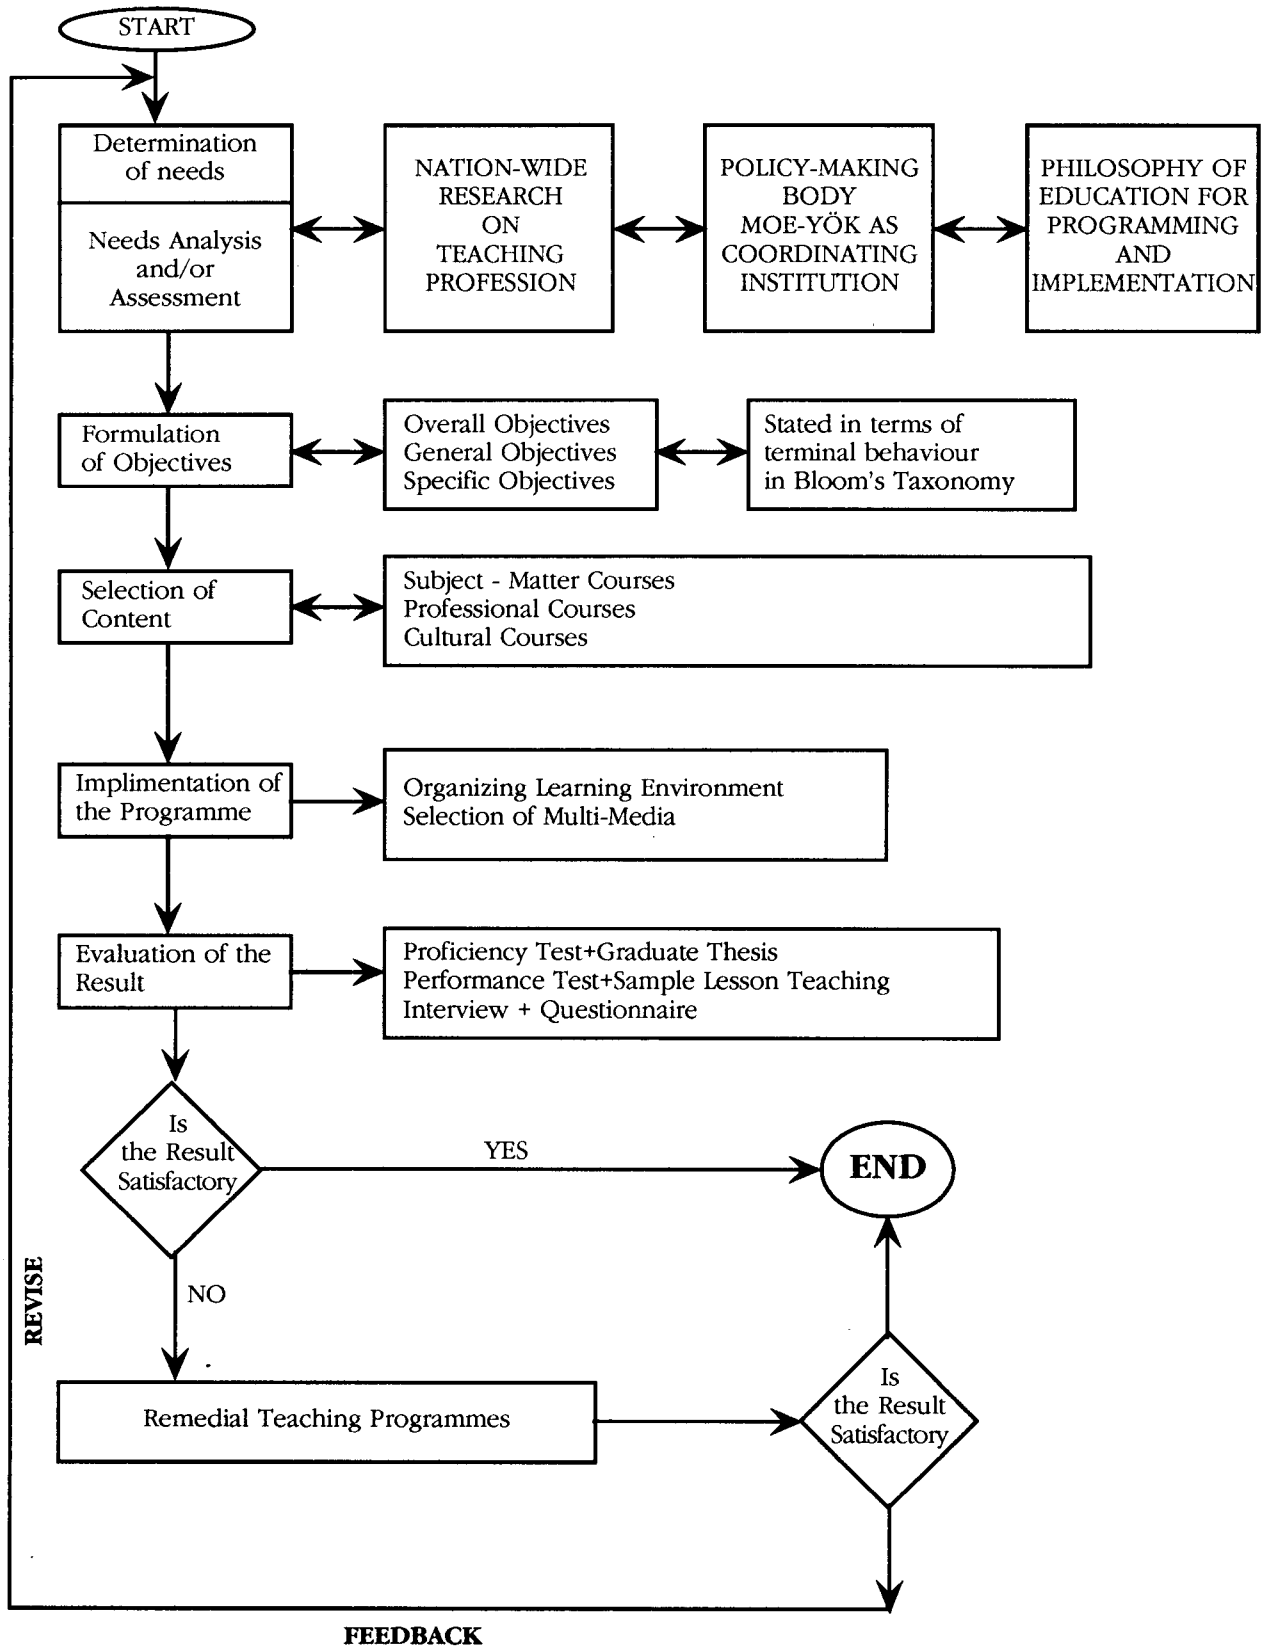 START
Determination
of needs
Needs Analysis
and/or
Assessment
NATION-WIDE
RESEARCH
ON
TEACHING
PROFESSION
POLICY-MAKING
BODY
MOE-YÖK AS
COORDINATING
INSTITUTION
PHILOSOPHY OF
EDUCATION FOR
PROGRAMMING
AND
IMPLEMENTATION
Formulation
of Objectives
Overall Objectives
General Objectives
Specific Objectives
Stated in terms of
terminal behaviour
in Bloom's Taxonomy
Selection of
Content
Subject - Matter Courses
Professional Courses
Cultural Courses
Implimentation of
the Programme
Organizing Learning Environment
Selection of Multi-Media
Evaluation of the
Result
Proficiency Test+Graduate Thesis
Performance Test+Sample Lesson Teaching
Interview + Questionnaire
Is
the Result
Satisfactory
YES
END
NO
REVISE
Remedial Teaching Programmes
Is
the Result
Satisfactory
FEEDBACK